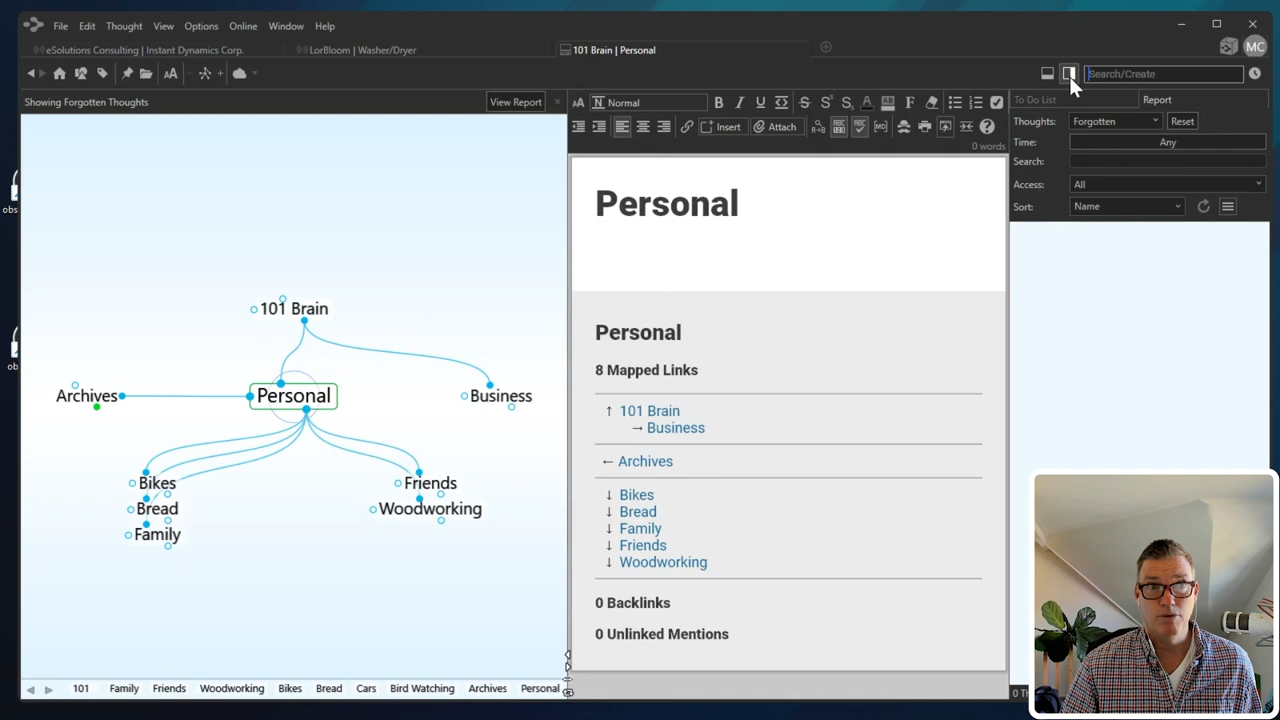 File Edit Thought View Options Online Window Help
eSolutions Consulting | Instant Dynamics Corp.
LorBloom | Washer/Dryer
101 Brain | Personal
MC
Search/Create
Showing Forgotten Thoughts
View Report
Normal
Insert
Attach
0 words
To Do List
Report
Thoughts: Forgotten Reset
Time: Any
Search:
Access: All
Sort: Name
101 Brain
Archives
Personal
Business
Bikes
Bread
Family
Friends
Woodworking
Personal
Personal
8 Mapped Links
↑ 101 Brain
→ Business
← Archives
↓ Bikes
↓ Bread
↓ Family
↓ Friends
↓ Woodworking
0 Backlinks
0 Unlinked Mentions
101 Family Friends Woodworking Bikes Bread Cars Bird Watching Archives Personal